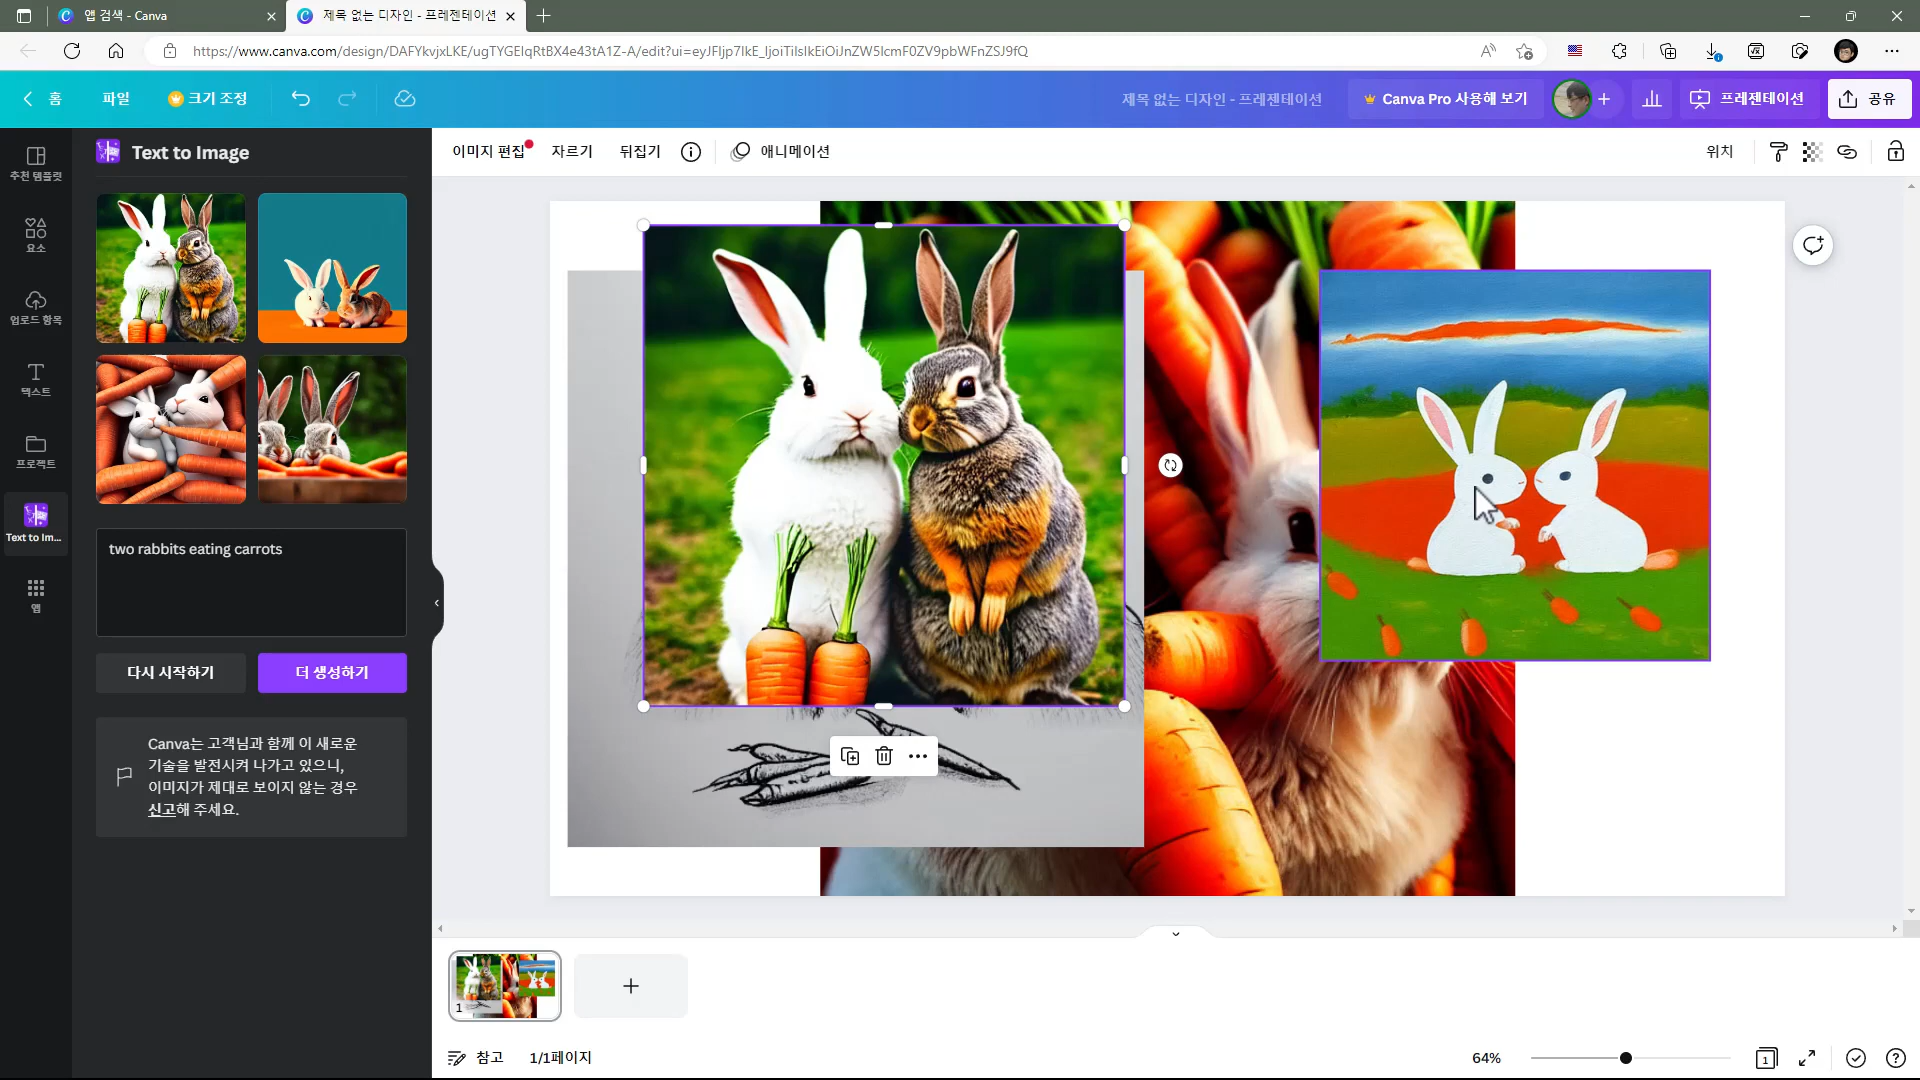 앱 검색 - Canva
제목 없는 디자인 - 프레젠테이션
https://www.canva.com/design/DAFYkvjxLKE/ugTYGEIqRtBX4e43tA1Z-A/edit?ui=eyJFIjp7IkE_IjoiTiIsIkEiOiJnZW5lcmF0ZV9pbWFnZSJ9fQ
홈
파일
크기 조정
제목 없는 디자인 - 프레젠테이션
Canva Pro 사용해 보기
프레젠테이션
공유
추천 템플릿
요소
업로드 항목
텍스트
프로젝트
Text to Im...
앱
Text to Image
two rabbits eating carrots
다시 시작하기
더 생성하기
Canva는 고객님과 함께 이 새로운
기술을 발전시켜 나가고 있으니,
이미지가 제대로 보이지 않는 경우
신고해 주세요.
이미지 편집
자르기
뒤집기
애니메이션
위치
1
참고
1/1페이지
64%
1